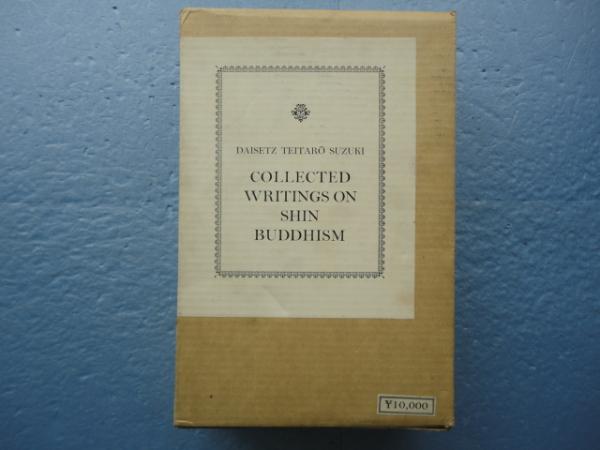 DAISETZ TEITARŌ SUZUKI
COLLECTED
WRITINGS ON
SHIN
BUDDHISM
¥10,000